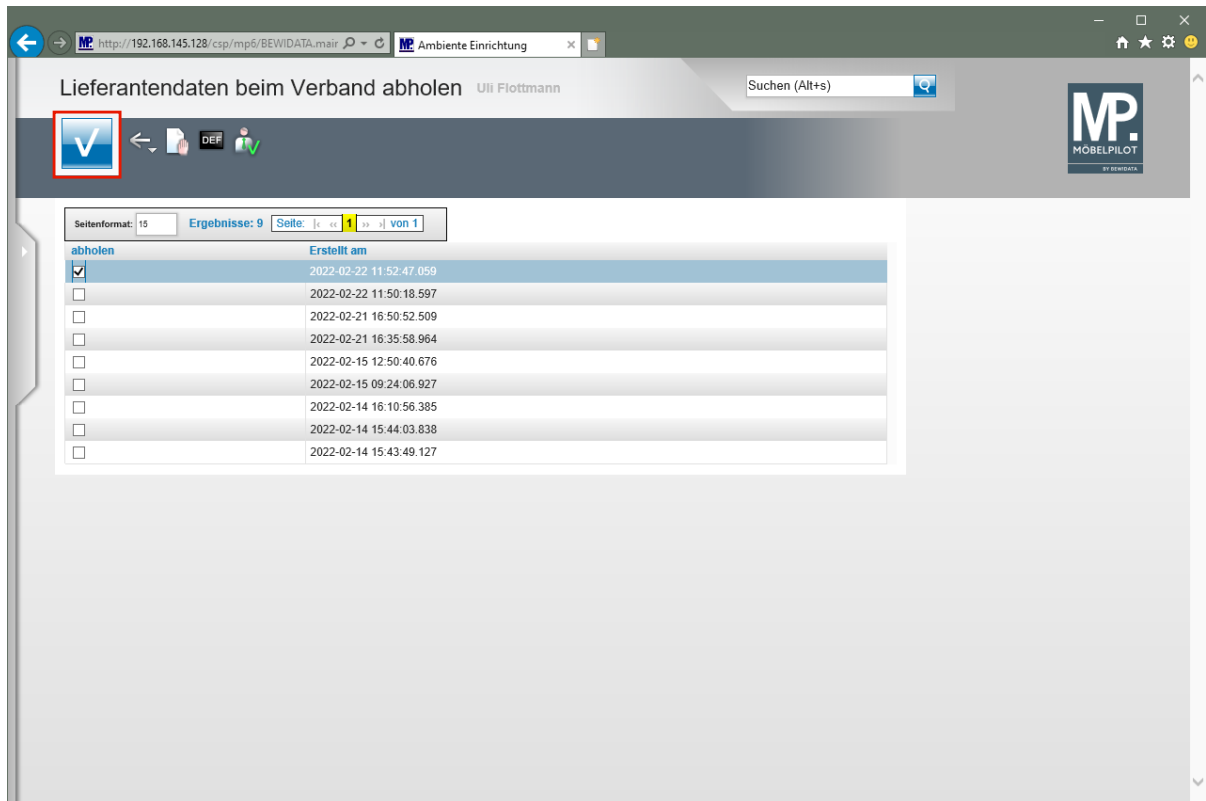 http://192.168.145.128/csp/mp6/BEWIDATA.mair
MP. Ambiente Einrichtung
Lieferantendaten beim Verband abholen Uli Flottmann
Suchen (Alt+s)
DEF
MP.
MÖBELPILOT
BY BEWIDATA
Seitenformat: 15 Ergebnisse: 9 Seite: |‹ ‹‹ 1 ›› ›| von 1
abholen Erstellt am
2022-02-22 11:52:47.059
2022-02-22 11:50:18.597
2022-02-21 16:50:52.509
2022-02-21 16:35:58.964
2022-02-15 12:50:40.676
2022-02-15 09:24:06.927
2022-02-14 16:10:56.385
2022-02-14 15:44:03.838
2022-02-14 15:43:49.127